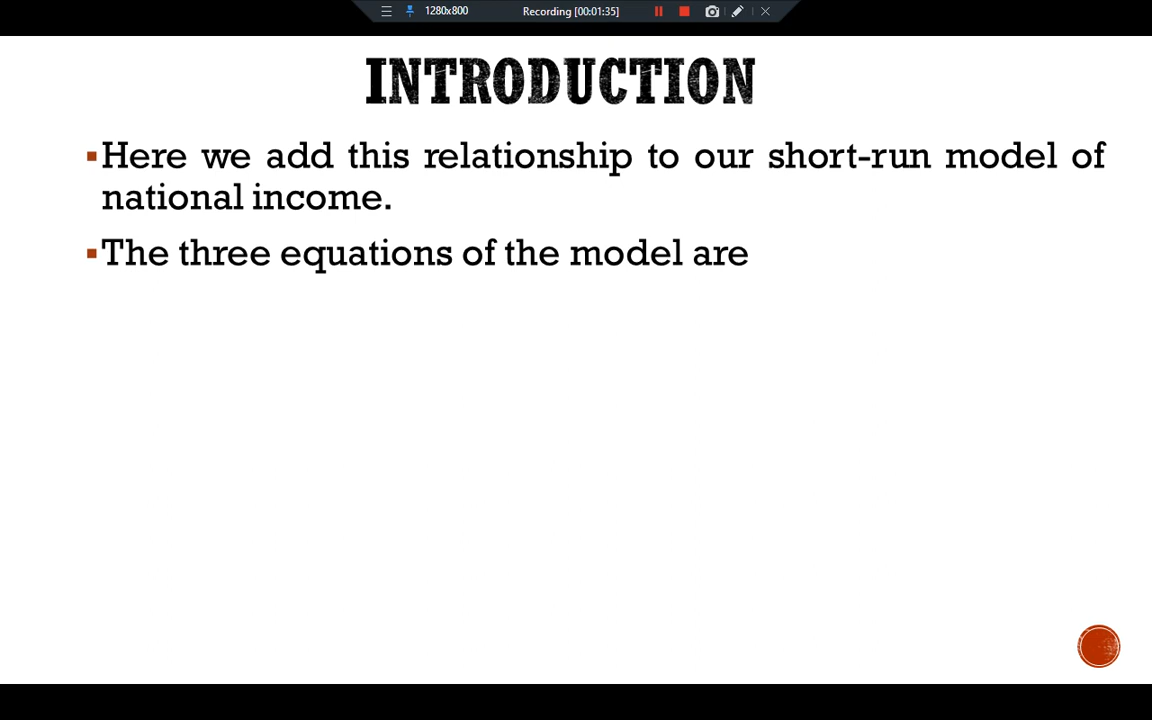 1280x800
Recording [00:01:35]
INTRODUCTION
Here we add this relationship to our short-run model of
national income.
The three equations of the model are